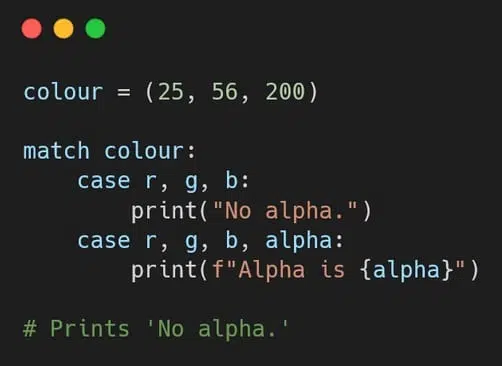 colour = (25, 56, 200)
match colour:
    case r, g, b:
        print("No alpha.")
    case r, g, b, alpha:
        print(f"Alpha is {alpha}")
# Prints 'No alpha.'